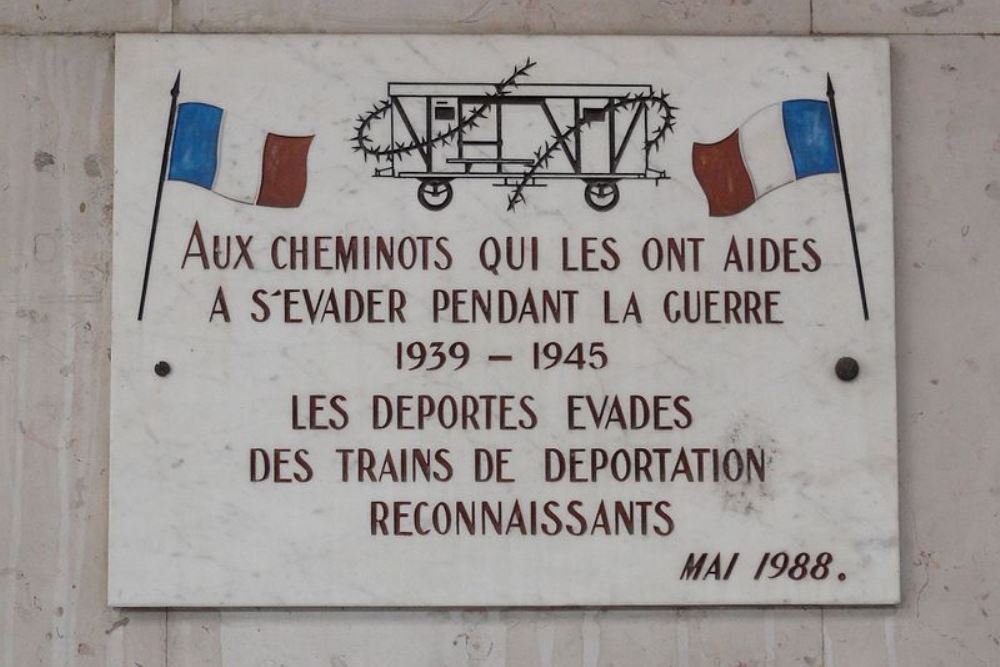 AUX CHEMINOTS QUI LES ONT AIDES
A S'EVADER PENDANT LA GUERRE
1939 - 1945
LES DEPORTES EVADES
DES TRAINS DE DEPORTATION
RECONNAISSANTS
MAI 1988.